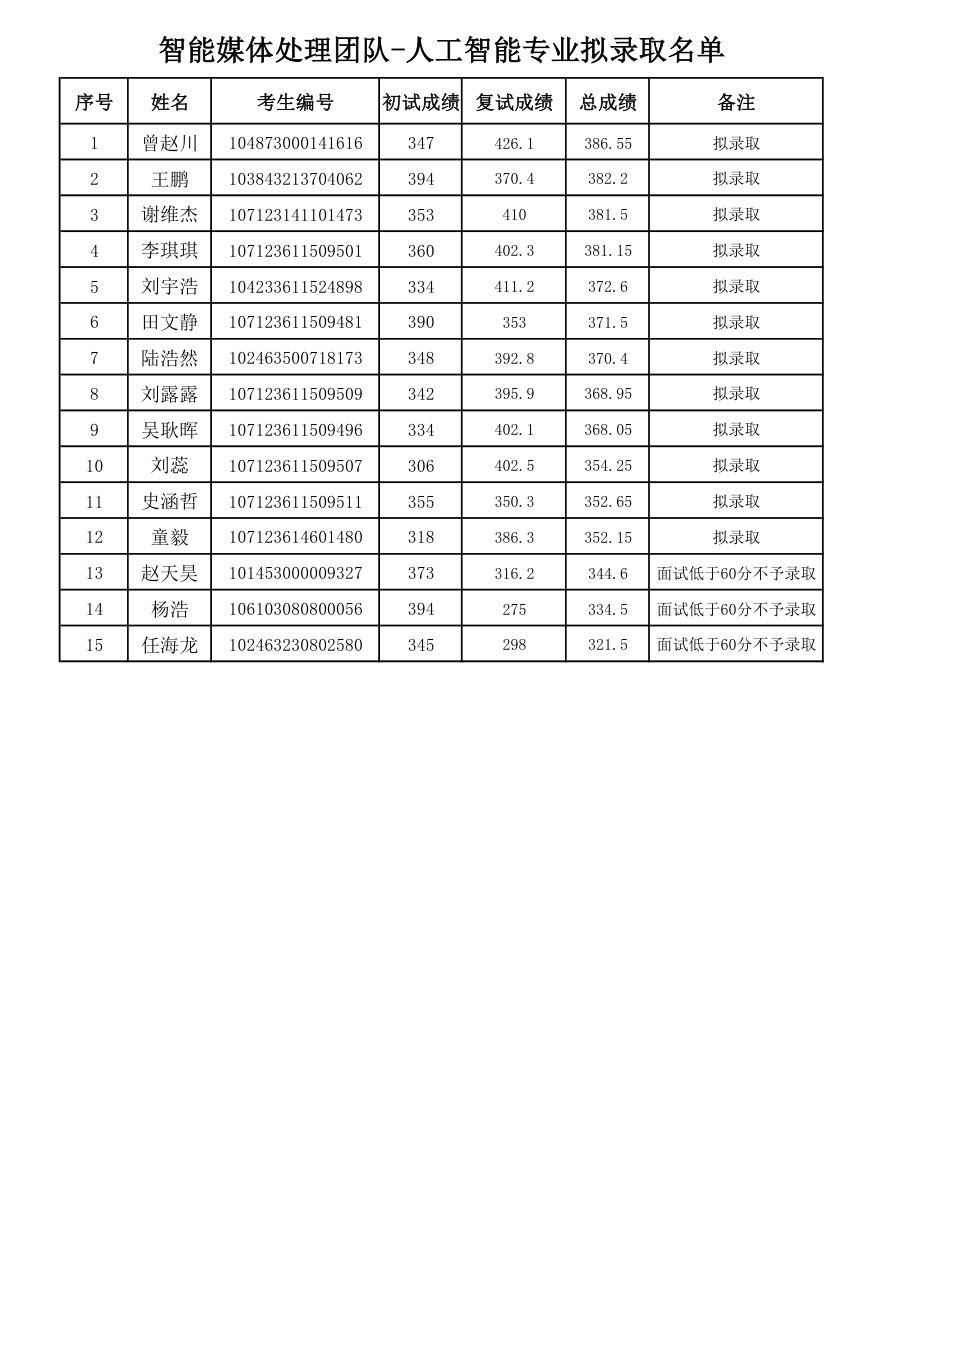 智能媒体处理团队-人工智能专业拟录取名单
序号 姓名 考生编号 初试成绩 复试成绩 总成绩 备注
1 曾赵川 104873000141616 347 426.1 386.55 拟录取
2 王鹏 103843213704062 394 370.4 382.2 拟录取
3 谢维杰 107123141101473 353 410 381.5 拟录取
4 李琪琪 107123611509501 360 402.3 381.15 拟录取
5 刘宇浩 104233611524898 334 411.2 372.6 拟录取
6 田文静 107123611509481 390 353 371.5 拟录取
7 陆浩然 102463500718173 348 392.8 370.4 拟录取
8 刘露露 107123611509509 342 395.9 368.95 拟录取
9 吴耿晖 107123611509496 334 402.1 368.05 拟录取
10 刘蕊 107123611509507 306 402.5 354.25 拟录取
11 史涵哲 107123611509511 355 350.3 352.65 拟录取
12 童毅 107123614601480 318 386.3 352.15 拟录取
13 赵天昊 101453000009327 373 316.2 344.6 面试低于60分不予录取
14 杨浩 106103080800056 394 275 334.5 面试低于60分不予录取
15 任海龙 102463230802580 345 298 321.5 面试低于60分不予录取